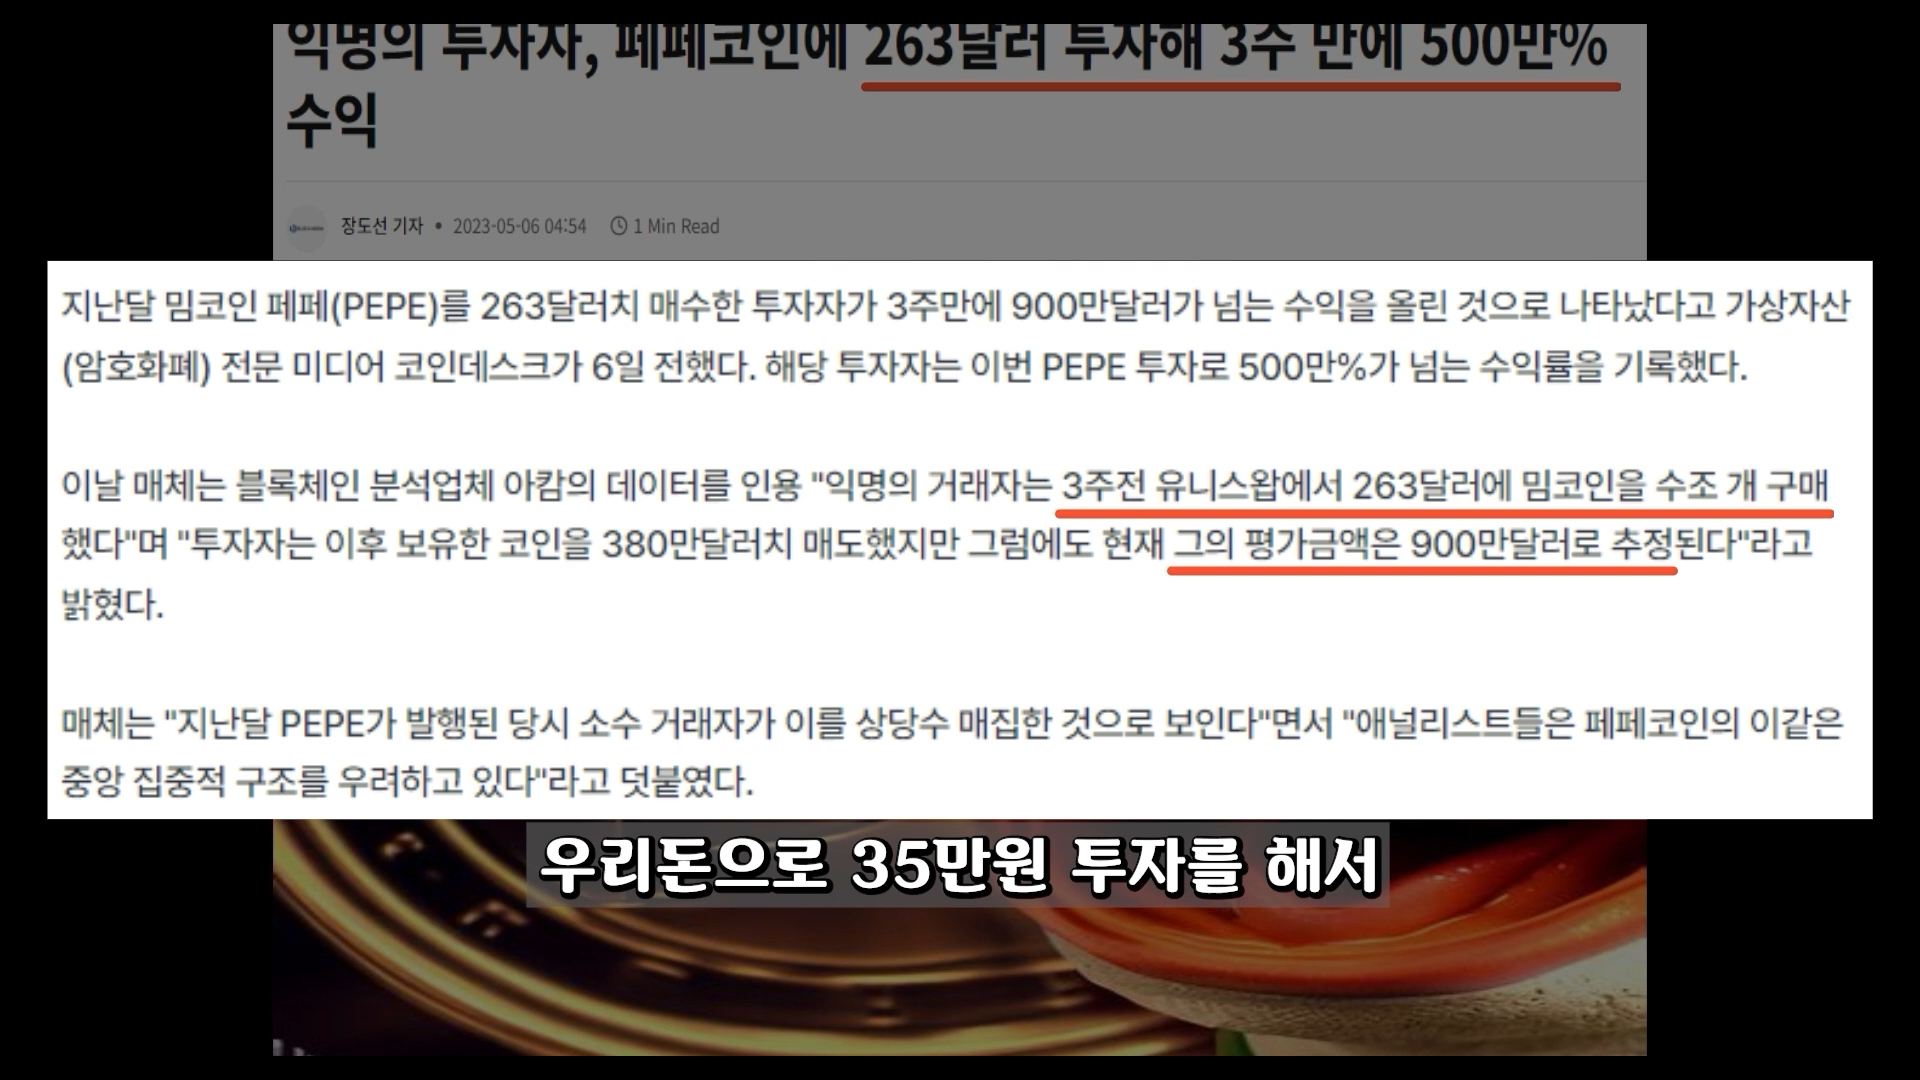 익명의 투자자, 페페코인에 263달러 투자해 3주 만에 500만%
수익
장도선 기자 • 2023-05-06 04:54 1 Min Read
지난달 밈코인 페페(PEPE)를 263달러치 매수한 투자자가 3주만에 900만달러가 넘는 수익을 올린 것으로 나타났다고 가상자산
(암호화폐) 전문 미디어 코인데스크가 6일 전했다. 해당 투자자는 이번 PEPE 투자로 500만%가 넘는 수익률을 기록했다.
이날 매체는 블록체인 분석업체 아캄의 데이터를 인용 "익명의 거래자는 3주전 유니스왑에서 263달러에 밈코인을 수조 개 구매
했다"며 "투자자는 이후 보유한 코인을 380만달러치 매도했지만 그럼에도 현재 그의 평가금액은 900만달러로 추정된다"라고
밝혔다.
매체는 "지난달 PEPE가 발행된 당시 소수 거래자가 이를 상당수 매집한 것으로 보인다"면서 "애널리스트들은 페페코인의 이같은
중앙 집중적 구조를 우려하고 있다"라고 덧붙였다.
우리돈으로 35만원 투자를 해서